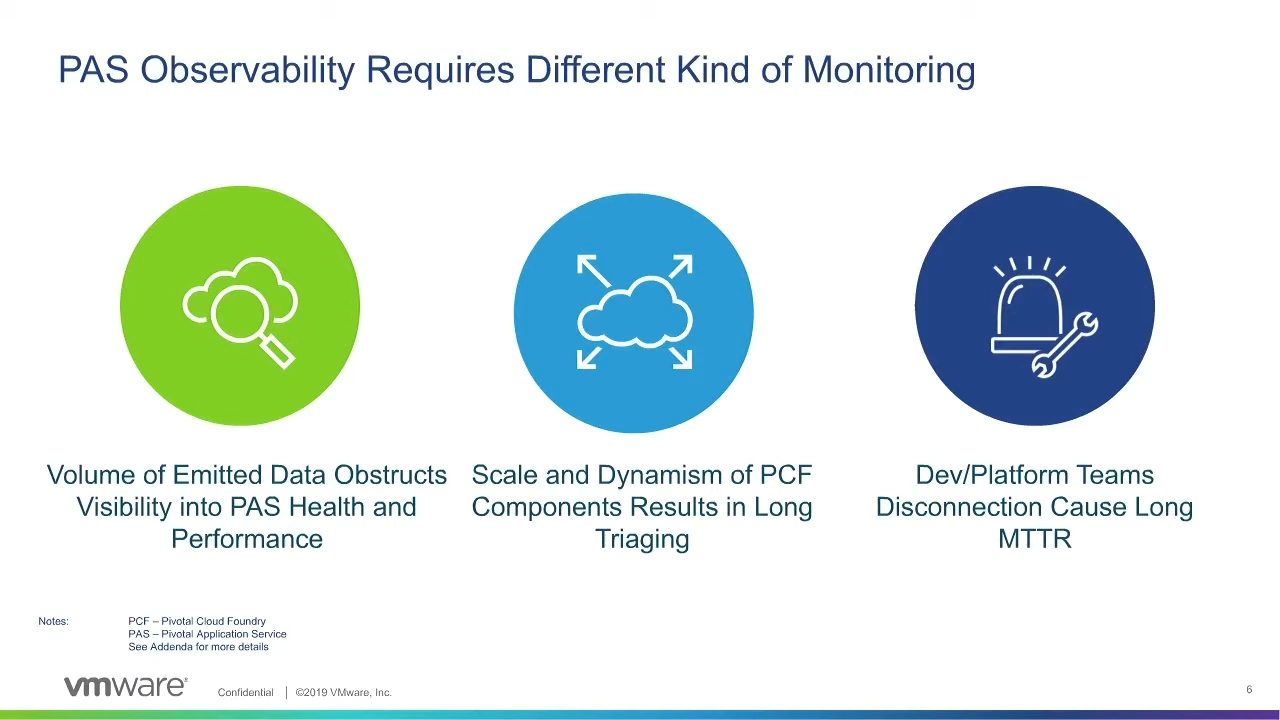 PAS Observability Requires Different Kind of Monitoring
Volume of Emitted Data Obstructs
Visibility into PAS Health and
Performance
Scale and Dynamism of PCF
Components Results in Long
Triaging
Dev/Platform Teams
Disconnection Cause Long
MTTR
Notes: PCF – Pivotal Cloud Foundry
PAS – Pivotal Application Service
See Addenda for more details
vmware® Confidential | ©2019 VMware, Inc. 6